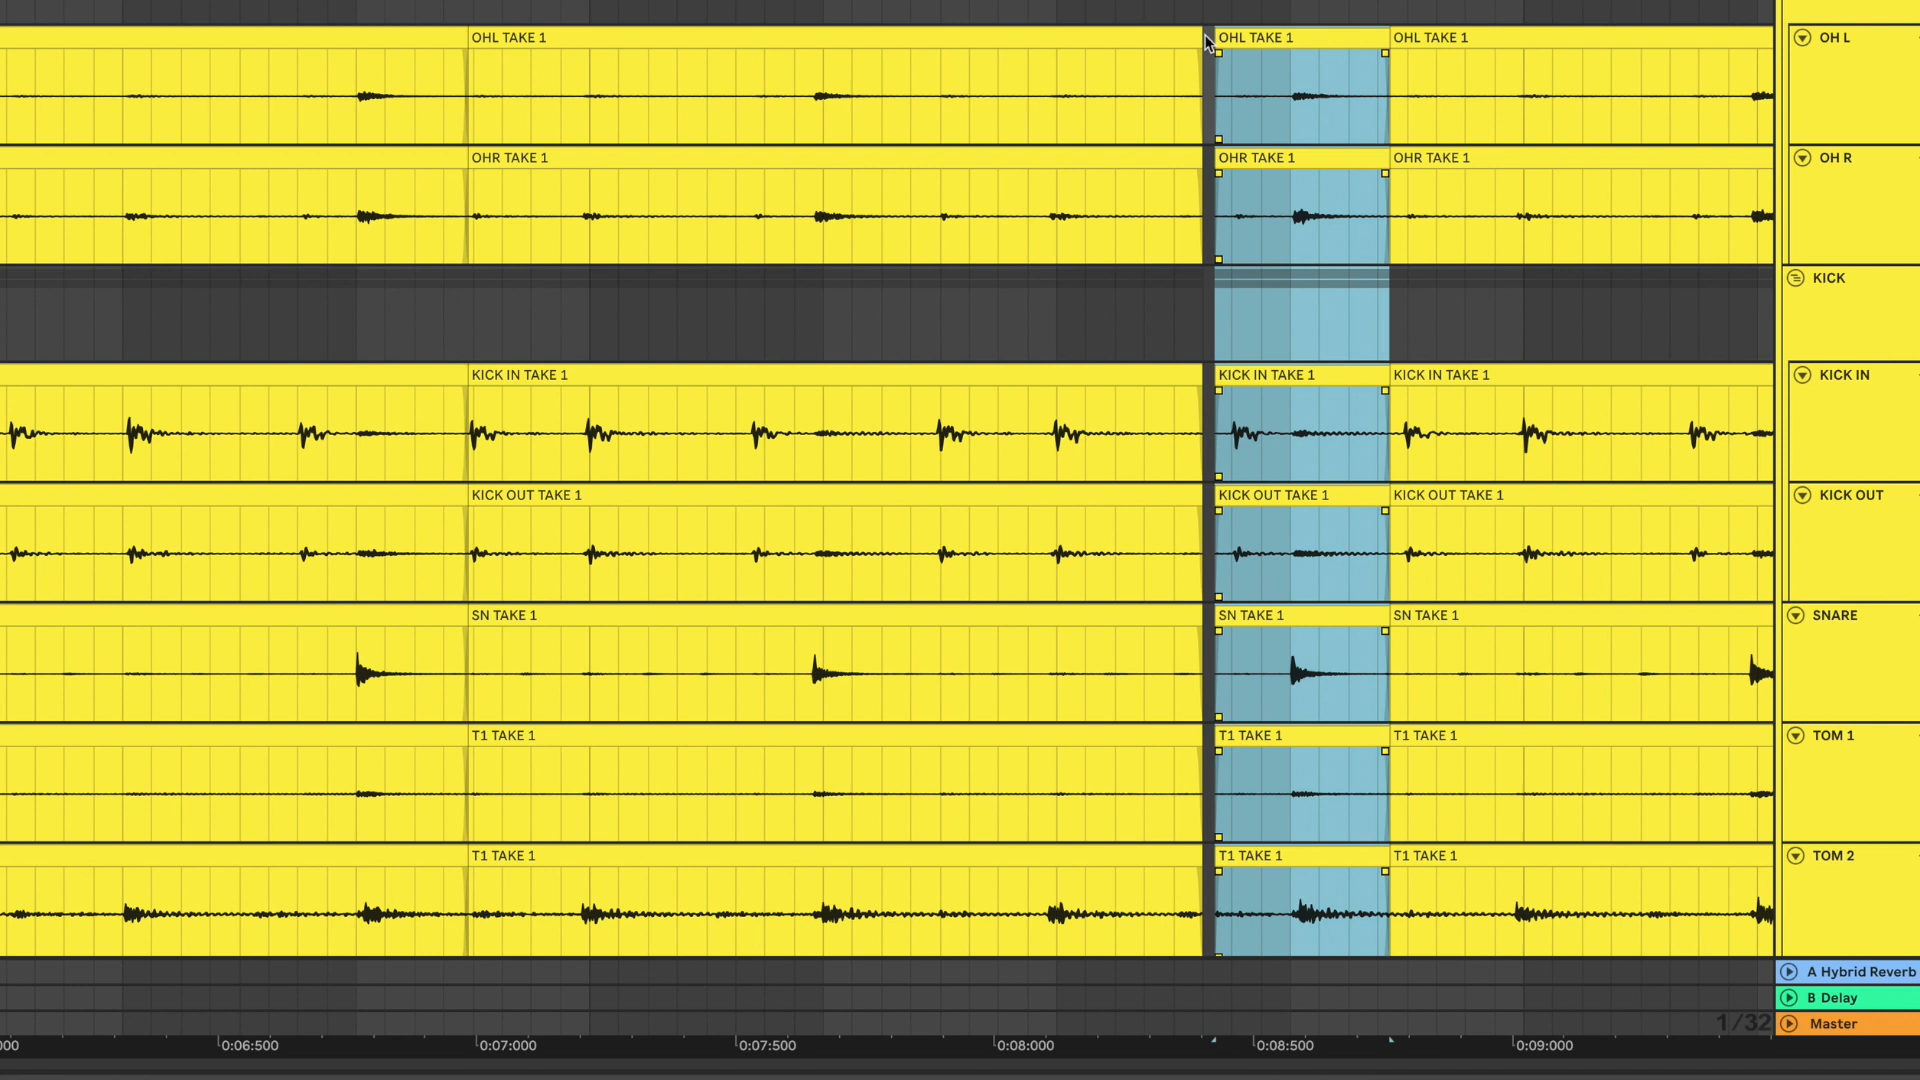 OHL TAKE 1 OHL TAKE 1 OHL TAKE 1 OH L
OHR TAKE 1 OHR TAKE 1 OHR TAKE 1 OH R
KICK
KICK IN TAKE 1 KICK IN TAKE 1 KICK IN TAKE 1 KICK IN
KICK OUT TAKE 1 KICK OUT TAKE 1 KICK OUT TAKE 1 KICK OUT
SN TAKE 1 SN TAKE 1 SN TAKE 1 SNARE
T1 TAKE 1 T1 TAKE 1 T1 TAKE 1 TOM 1
T1 TAKE 1 T1 TAKE 1 T1 TAKE 1 TOM 2
A Hybrid Reverb
B Delay
1/32 Master
0:06:500 0:07:000 0:07:500 0:08:000 0:08:500 0:09:000